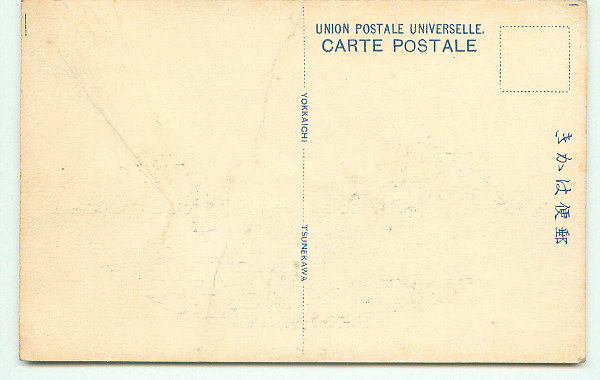 UNION POSTALE UNIVERSELLE.
CARTE POSTALE
YOKKAICHI TSUNEKAWA
郵便はかき